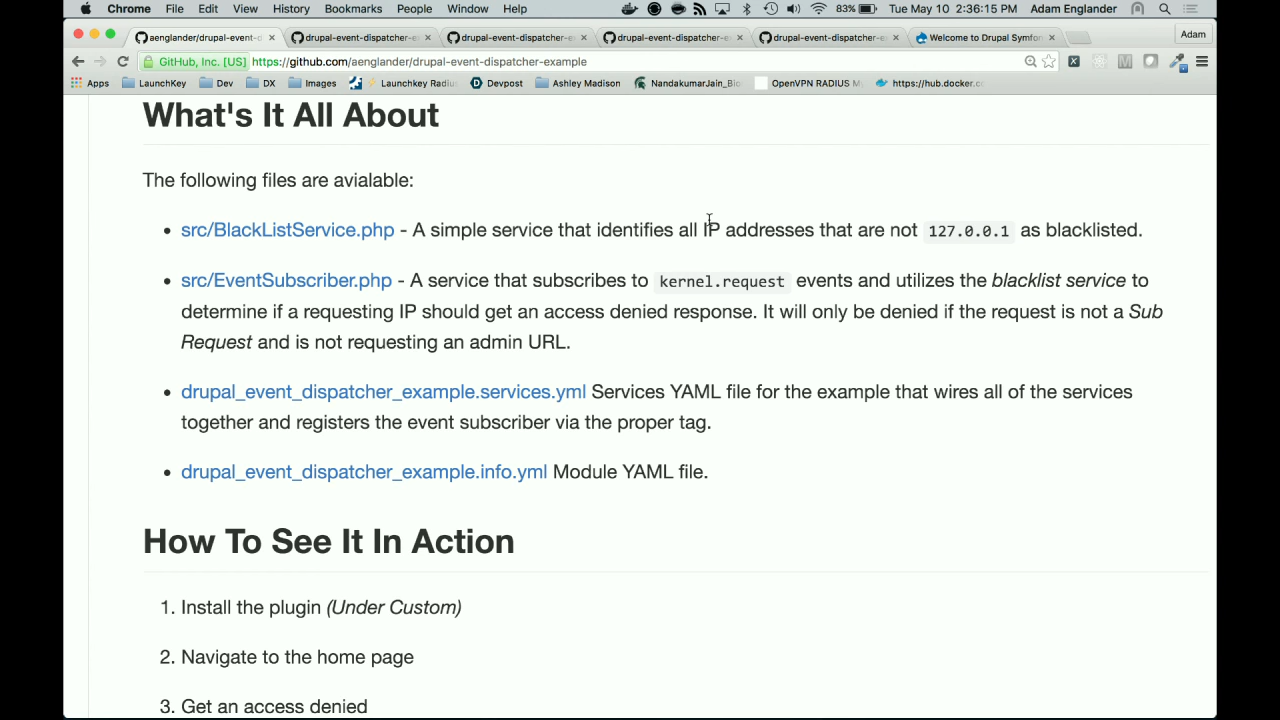 Chrome File Edit View History Bookmarks People Window Help 83% Tue May 10 2:36:15 PM Adam Englander
aenglander/drupal-event-d drupal-event-dispatcher-e drupal-event-dispatcher-e drupal-event-dispatcher-e drupal-event-dispatcher-e Welcome to Drupal Symfon Adam
GitHub, Inc. [US] https://github.com/aenglander/drupal-event-dispatcher-example
Apps LaunchKey Dev DX Images Launchkey Radiu Devpost Ashley Madison NandakumarJain_Bio OpenVPN RADIUS M https://hub.docker.c
What's It All About
The following files are avialable:
• src/BlackListService.php - A simple service that identifies all IP addresses that are not 127.0.0.1 as blacklisted.
• src/EventSubscriber.php - A service that subscribes to kernel.request events and utilizes the blacklist service to
determine if a requesting IP should get an access denied response. It will only be denied if the request is not a Sub
Request and is not requesting an admin URL.
• drupal_event_dispatcher_example.services.yml Services YAML file for the example that wires all of the services
together and registers the event subscriber via the proper tag.
• drupal_event_dispatcher_example.info.yml Module YAML file.
How To See It In Action
1. Install the plugin (Under Custom)
2. Navigate to the home page
3. Get an access denied